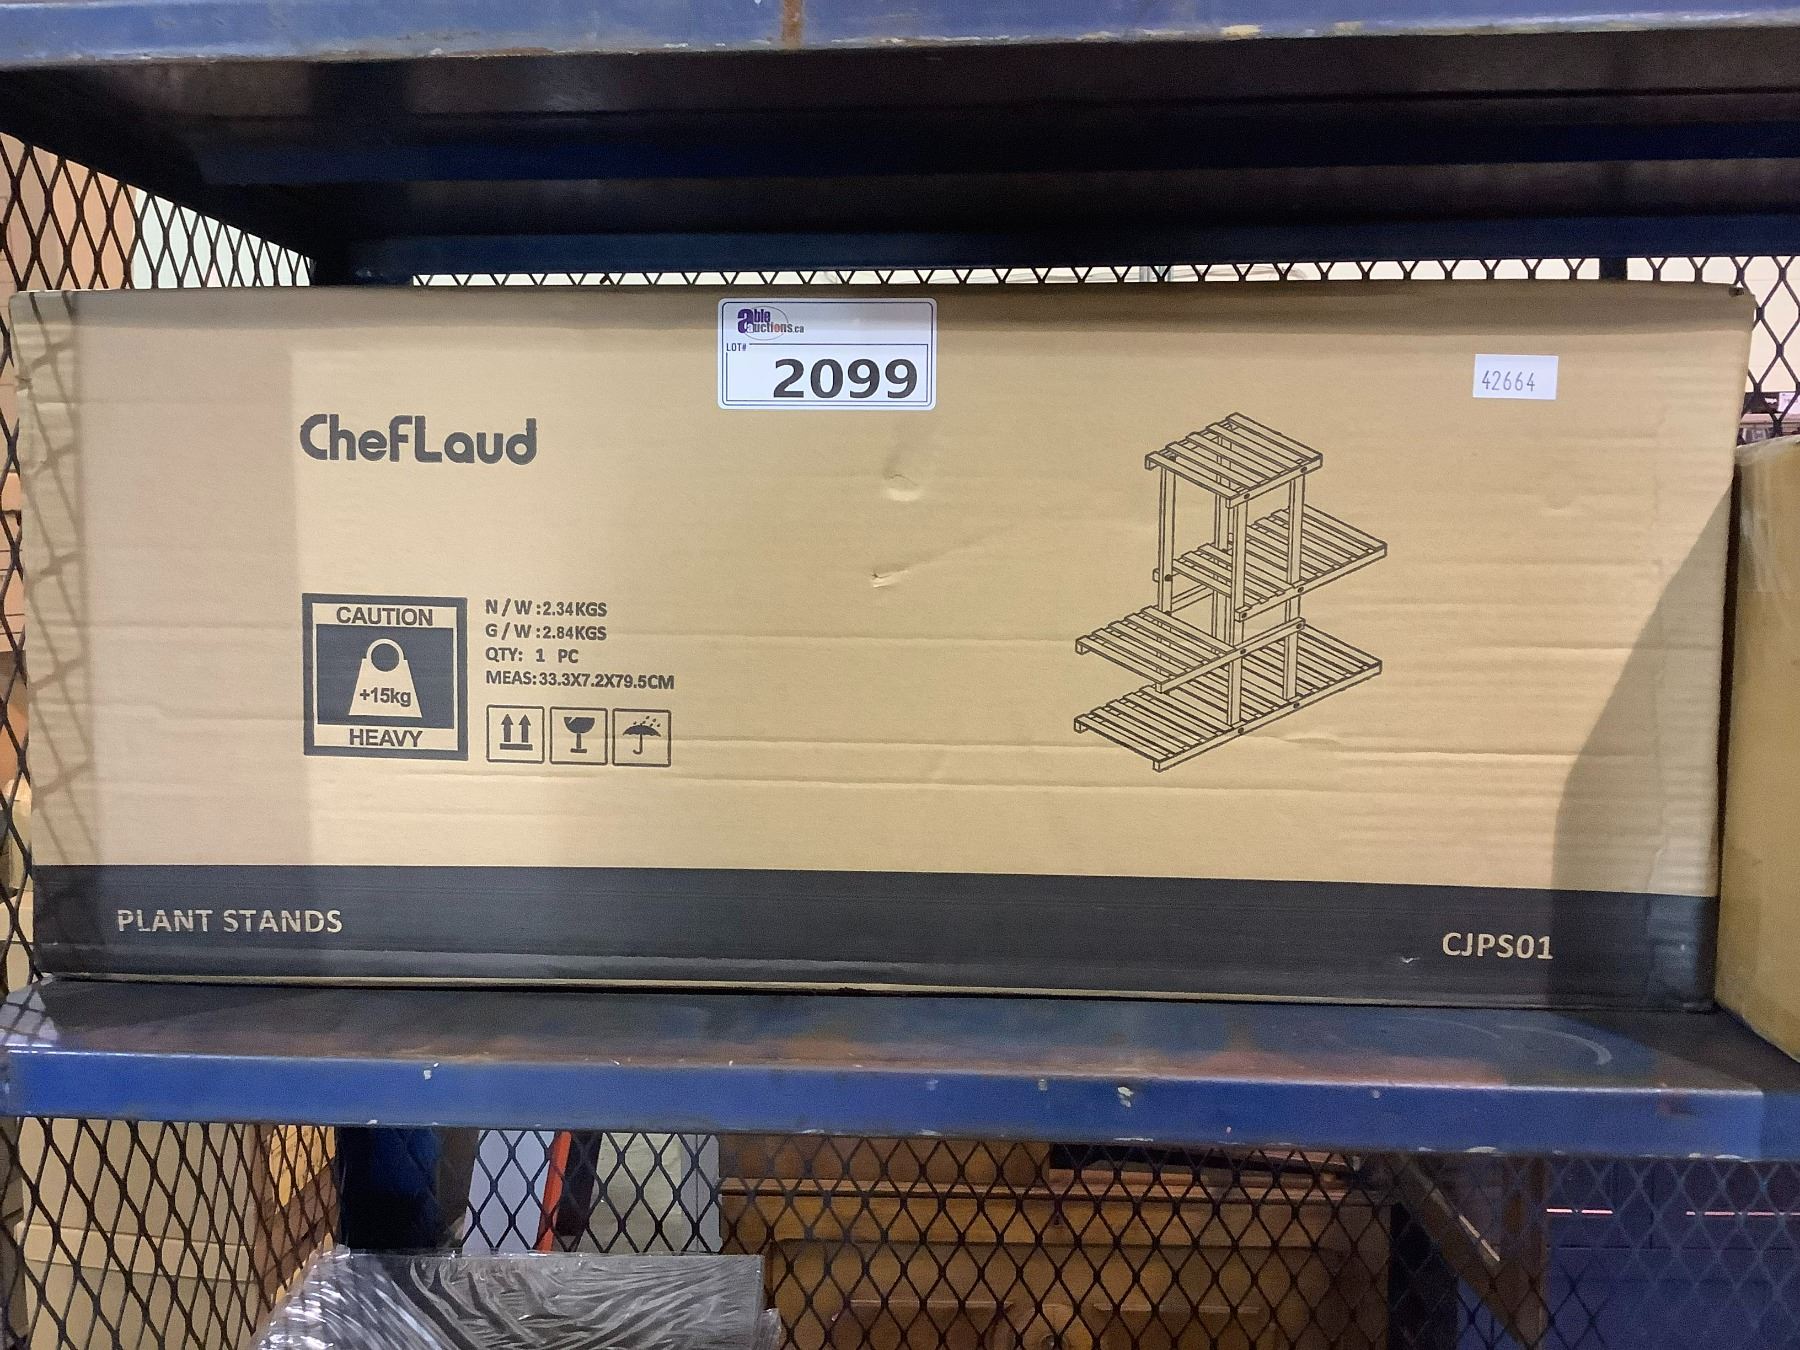 able
auctions.ca
LOT#
2099
42664
CHEFLAUD
CAUTION
+15kg
HEAVY
N/W:2.34KGS
G/W:2.84KGS
QTY: 1 PC
MEAS:33.3X7.2X79.5CM
PLANT STANDS
CJPS01